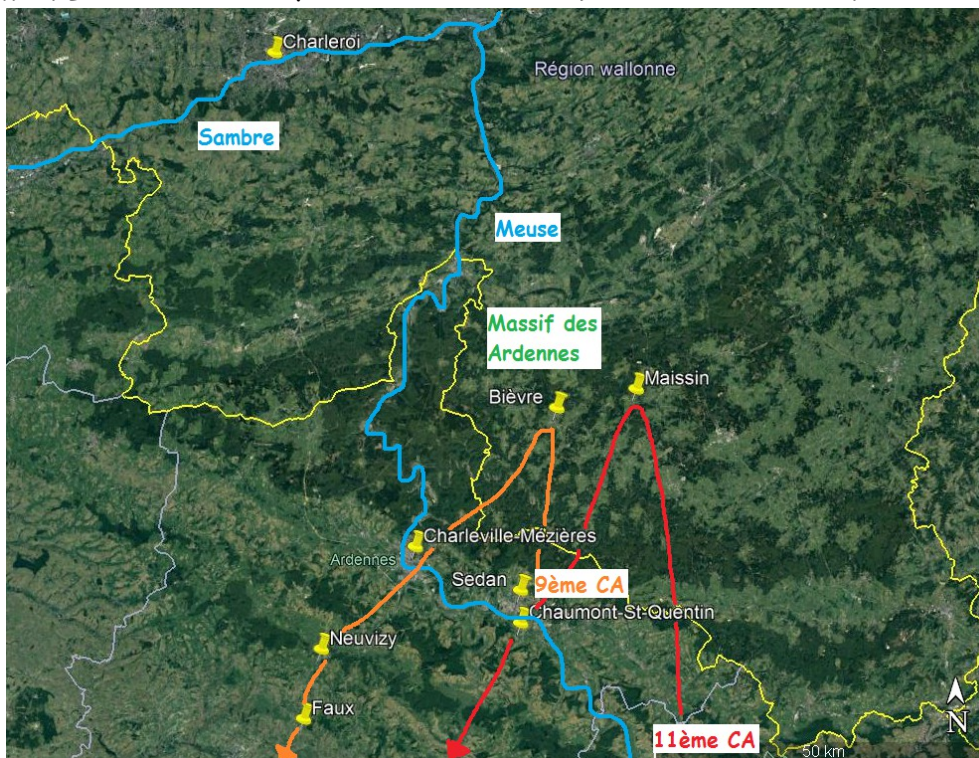 Charleroi
Région wallonne
Sambre
Meuse
Massif des
Ardennes
Maissin
Bièvre
Charleville-Mézières
Ardennes
Sedan
9ème CA
Chaumont-St-Quentin
Neuvizy
Faux
11ème CA
50 km
N